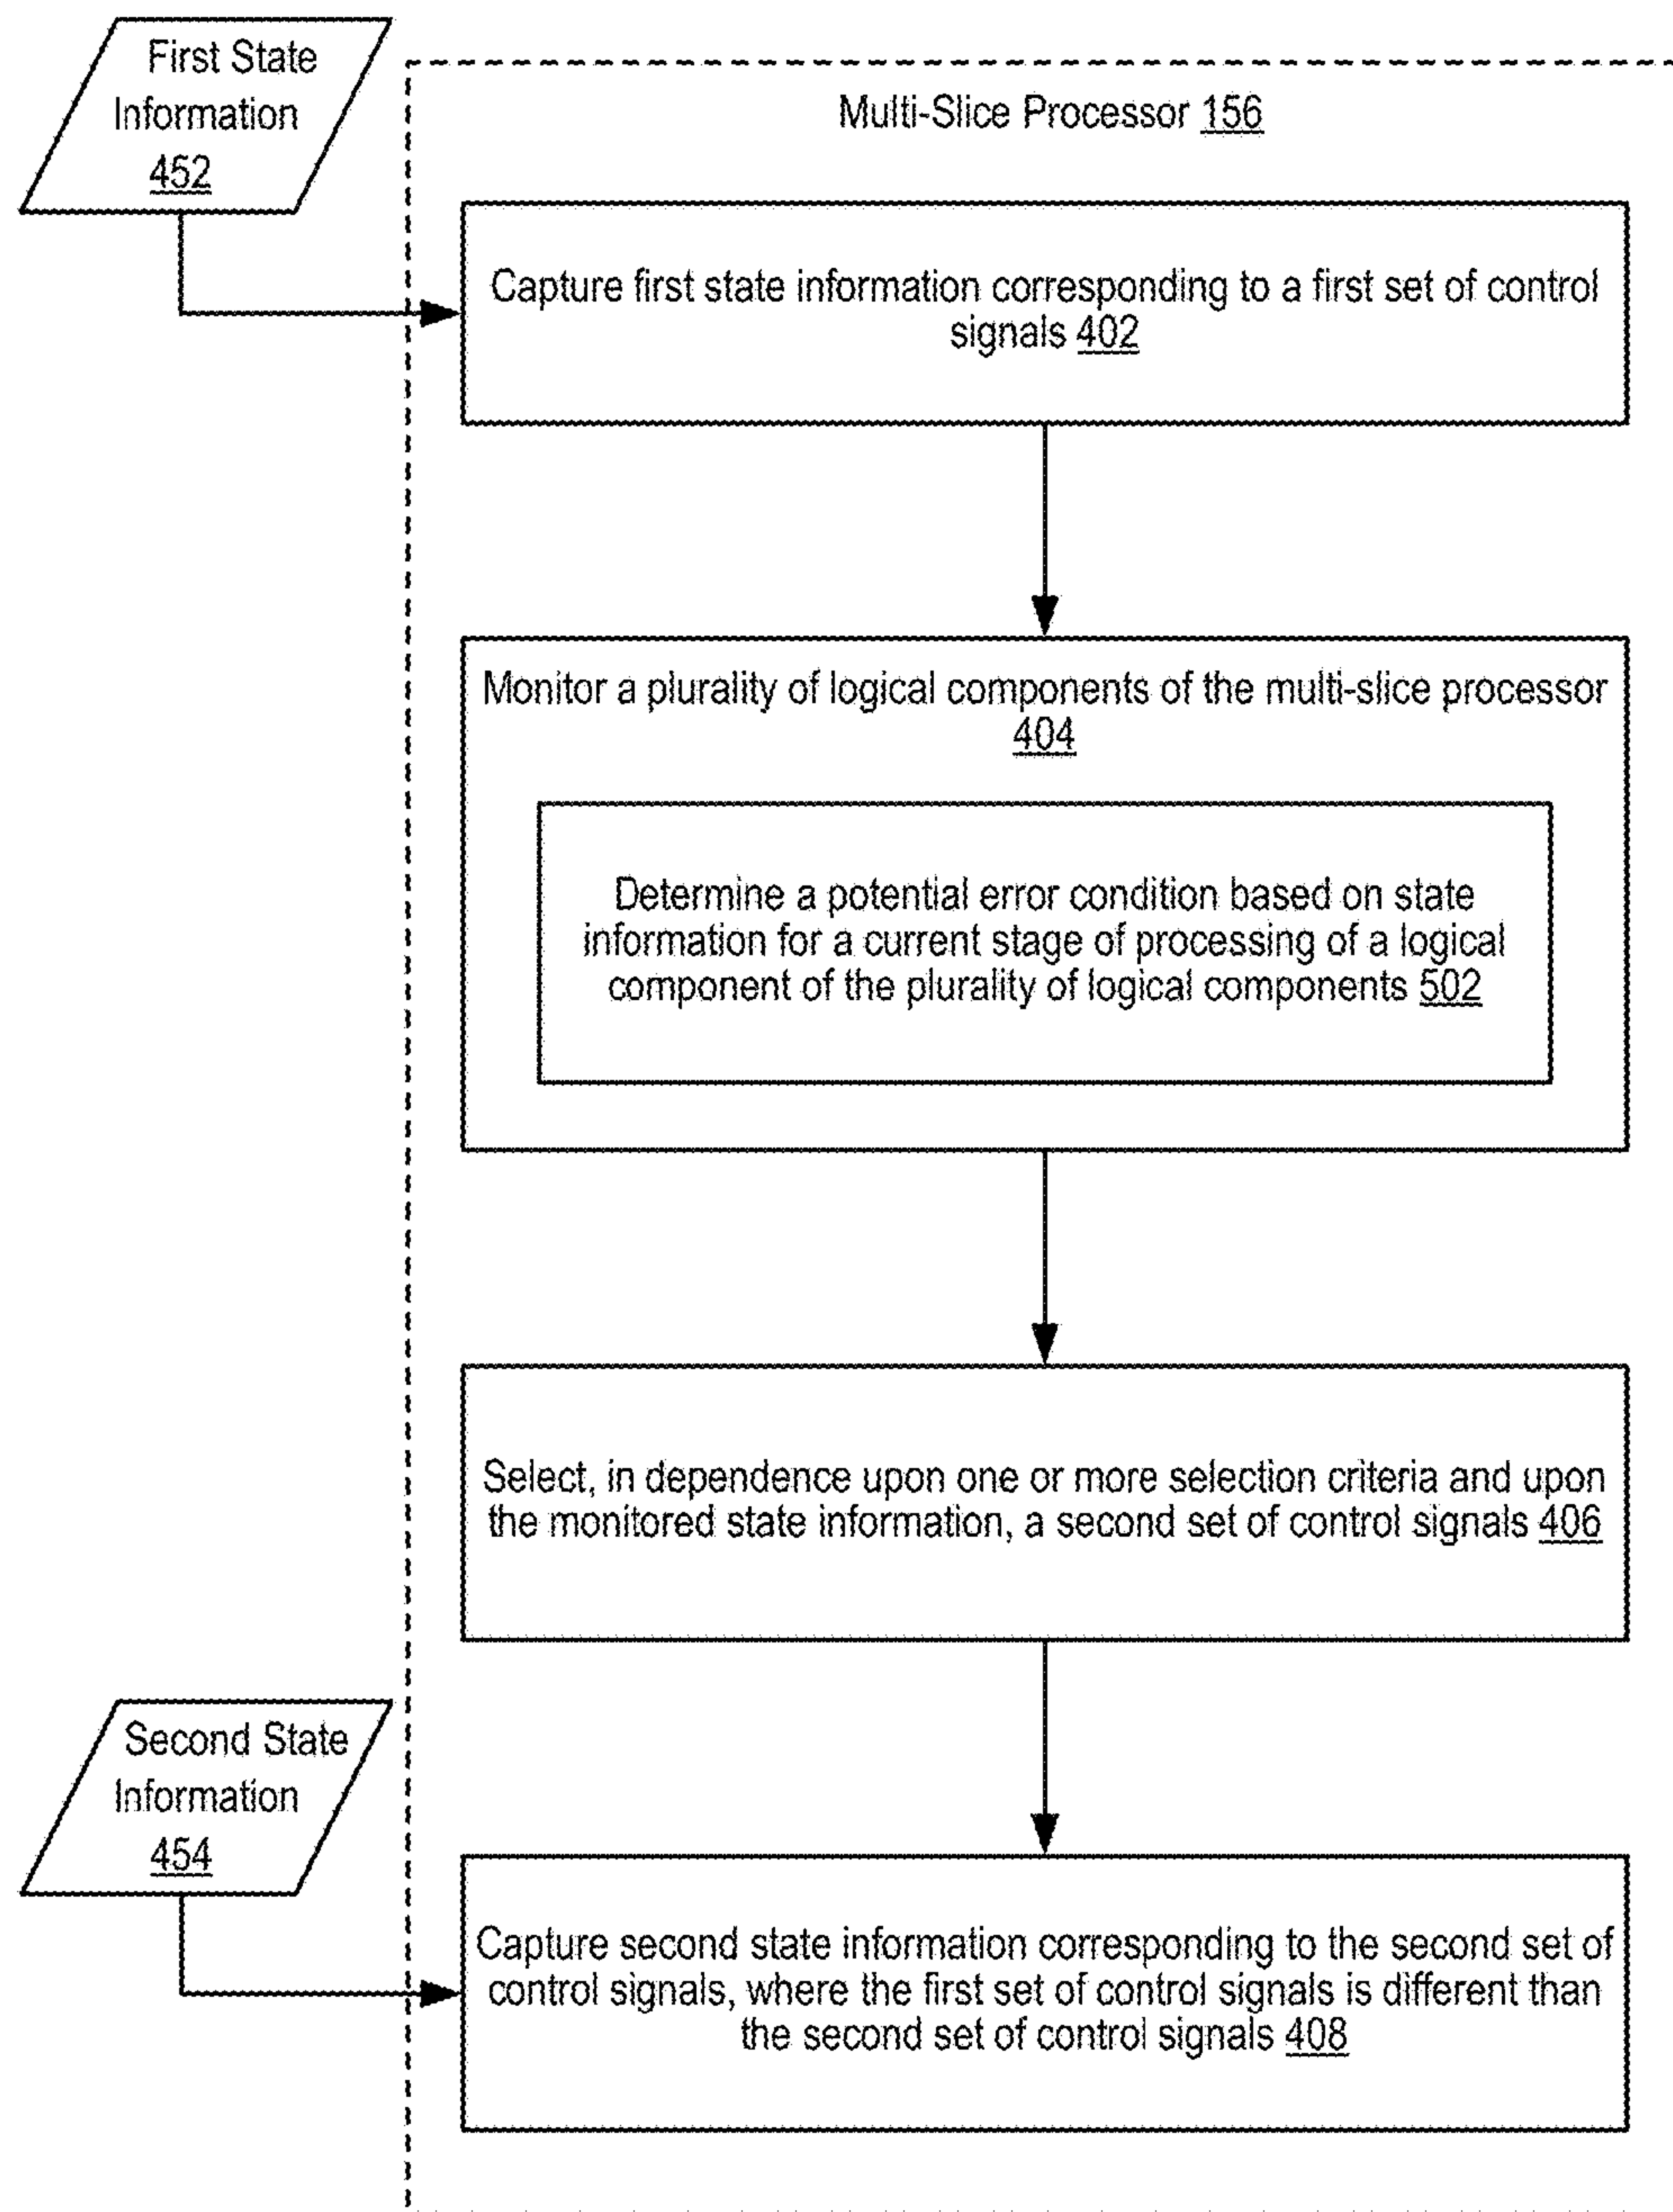 First State
Information
452
Multi-Slice Processor 156
Capture first state information corresponding to a first set of control
signals 402
Monitor a plurality of logical components of the multi-slice processor
404
Determine a potential error condition based on state
information for a current stage of processing of a logical
component of the plurality of logical components 502
Select, in dependence upon one or more selection criteria and upon
the monitored state information, a second set of control signals 406
Second State
Information
454
Capture second state information corresponding to the second set of
control signals, where the first set of control signals is different than
the second set of control signals 408